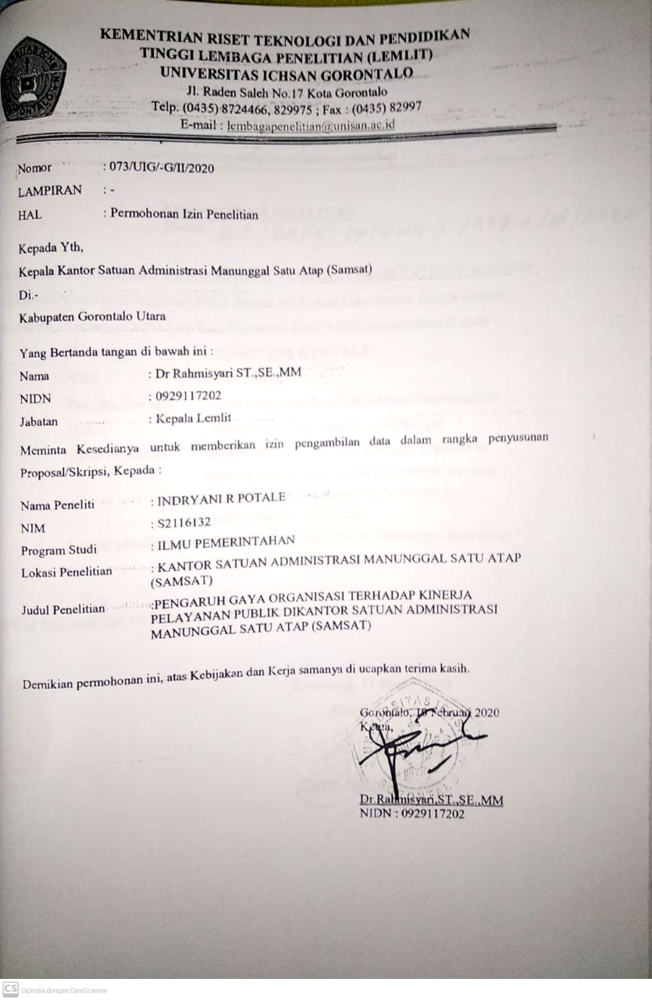 KEMENTRIAN RISET TEKNOLOGI DAN PENDIDIKAN
TINGGI LEMBAGA PENELITIAN (LEMLIT)
UNIVERSITAS ICHSAN GORONTALO
Jl. Raden Saleh No.17 Kota Gorontalo
Telp. (0435) 8724466, 829975 ; Fax : (0435) 82997
E-mail : lembagapenelitian@unisan.ac.id
Nomor : 073/UIG/-G/II/2020
LAMPIRAN : -
HAL : Permohonan Izin Penelitian
Kepada Yth,
Kepala Kantor Satuan Administrasi Manunggal Satu Atap (Samsat)
Di.-
Kabupaten Gorontalo Utara
Yang Bertanda tangan di bawah ini :
Nama : Dr Rahmisyari ST.,SE.,MM
NIDN : 0929117202
Jabatan : Kepala Lemlit
Meminta Kesedianya untuk memberikan izin pengambilan data dalam rangka penyusunan
Proposal/Skripsi, Kepada :
Nama Peneliti : INDRYANI R POTALE
NIM : S2116132
Program Studi : ILMU PEMERINTAHAN
Lokasi Penelitian : KANTOR SATUAN ADMINISTRASI MANUNGGAL SATU ATAP
(SAMSAT)
Judul Penelitian :PENGARUH GAYA ORGANISASI TERHADAP KINERJA
PELAYANAN PUBLIK DIKANTOR SATUAN ADMINISTRASI
MANUNGGAL SATU ATAP (SAMSAT)
Demikian permohonan ini, atas Kebijakan dan Kerja samanya di ucapkan terima kasih.
Gorontalo, Februari 2020
Ketua,
Dr.Rahmisyari,ST.,SE.,MM
NIDN : 0929117202
CS Dipindai dengan CamScanner